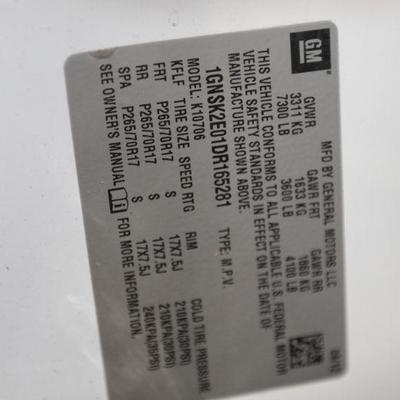 GM
MFD BY GENERAL MOTORS LLC
GVWR GAWR FRT GAWR RR
3311 KG 1633 KG 1860 KG
7300 LB 3600 LB 4100 LB
THIS VEHICLE CONFORMS TO ALL APPLICABLE U.S. FEDERAL MOTOR
VEHICLE SAFETY STANDARDS IN EFFECT ON THE DATE OF
MANUFACTURE SHOWN ABOVE.
1GNSK2E01DR165281 TYPE: M.P.V.
MODEL: K10706
KFLF TIRE SIZE SPEED RTG RIM COLD TIRE PRESSURE
FRT P265/70R17 S 17X7.5J 210KPA(30PSI)
RR P265/70R17 S 17X7.5J 210KPA(30PSI)
SPA P265/70R17 S 17X7.5J 240KPA(35PSI)
SEE OWNER'S MANUAL FOR MORE INFORMATION.